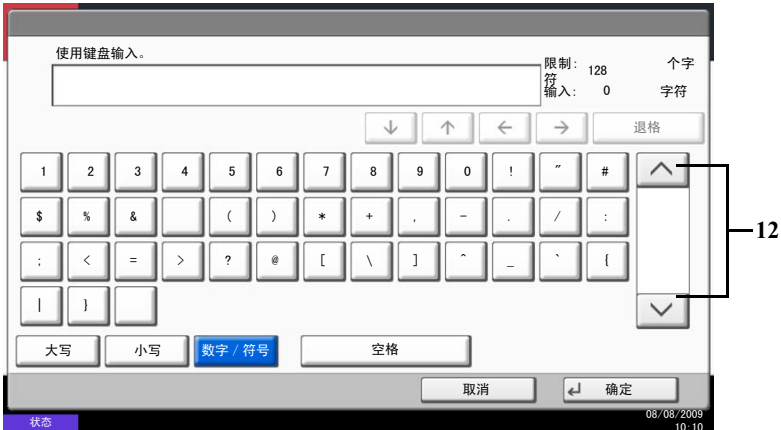 使用键盘输入。
限制: 128 个字
符
输入: 0 字符
↓ ↑ ← → 退格
1 2 3 4 5 6 7 8 9 0 ! ″ #
$ % & ( ) * + , - . / :
; < = > ? @ [ \ ] ^ _ ` {
| }
12
大写 小写 数字 / 符号 空格
取消 确定
状态 08/08/2009
10:10